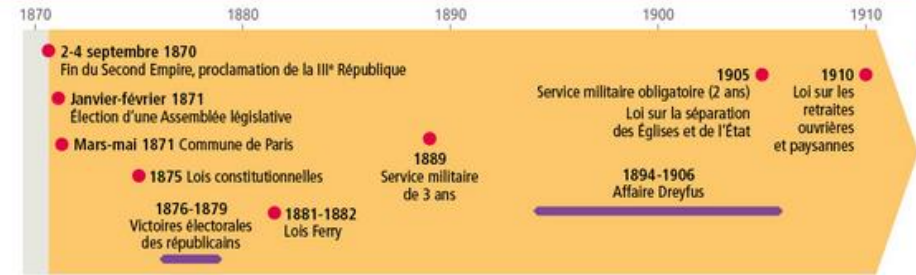 1870 1880 1890 1900 1910
2-4 septembre 1870
Fin du Second Empire, proclamation de la IIIe République
Janvier-février 1871
Élection d'une Assemblée législative
Mars-mai 1871 Commune de Paris
1875 Lois constitutionnelles
1876-1879
Victoires électorales
des républicains
1881-1882
Lois Ferry
1889
Service militaire
de 3 ans
1905
Service militaire obligatoire (2 ans)
Loi sur la séparation
des Églises et de l'État
1894-1906
Affaire Dreyfus
1910
Loi sur les
retraites
ouvrières
et paysannes